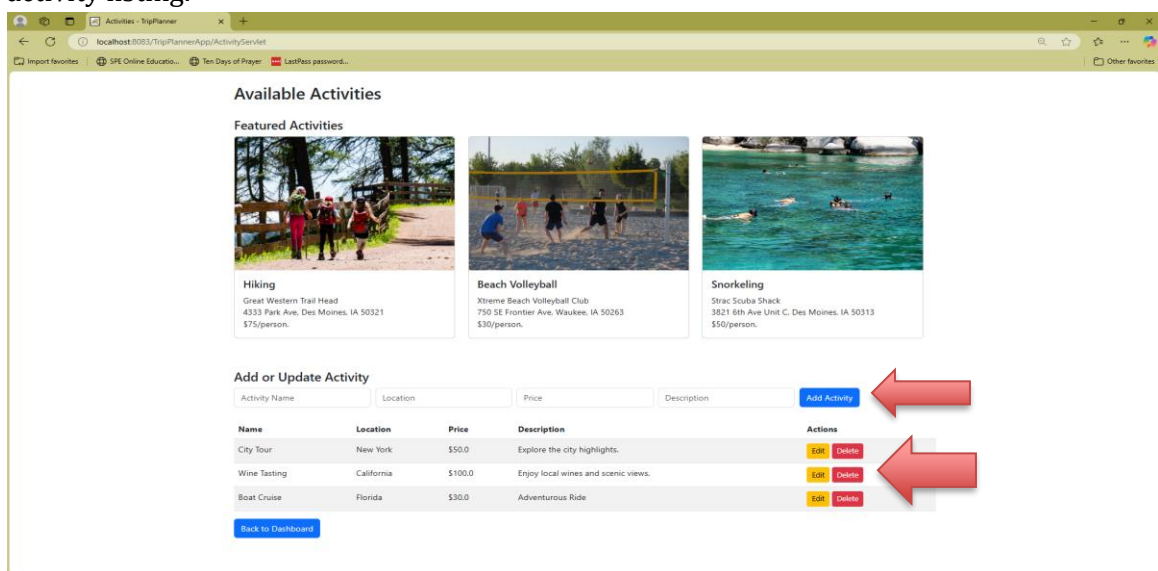 activity listing.
Activities - TripPlanner
localhost:8083/TripPlannerApp/ActivityServlet
Import favorites SPE Online Educatio... Ten Days of Prayer LastPass password... Other favorites
Available Activities
Featured Activities
Hiking
Great Western Trail Head
4333 Park Ave, Des Moines, IA 50321
$75/person.
Beach Volleyball
Xtreme Beach Volleyball Club
750 SE Frontier Ave, Waukee, IA 50263
$30/person.
Snorkeling
Strac Scuba Shack
3821 6th Ave Unit C, Des Moines, IA 50313
$50/person.
Add or Update Activity
Activity Name Location Price Description Add Activity
Name Location Price Description Actions
City Tour New York $50.0 Explore the city highlights. Edit Delete
Wine Tasting California $100.0 Enjoy local wines and scenic views. Edit Delete
Boat Cruise Florida $30.0 Adventurous Ride Edit Delete
Back to Dashboard